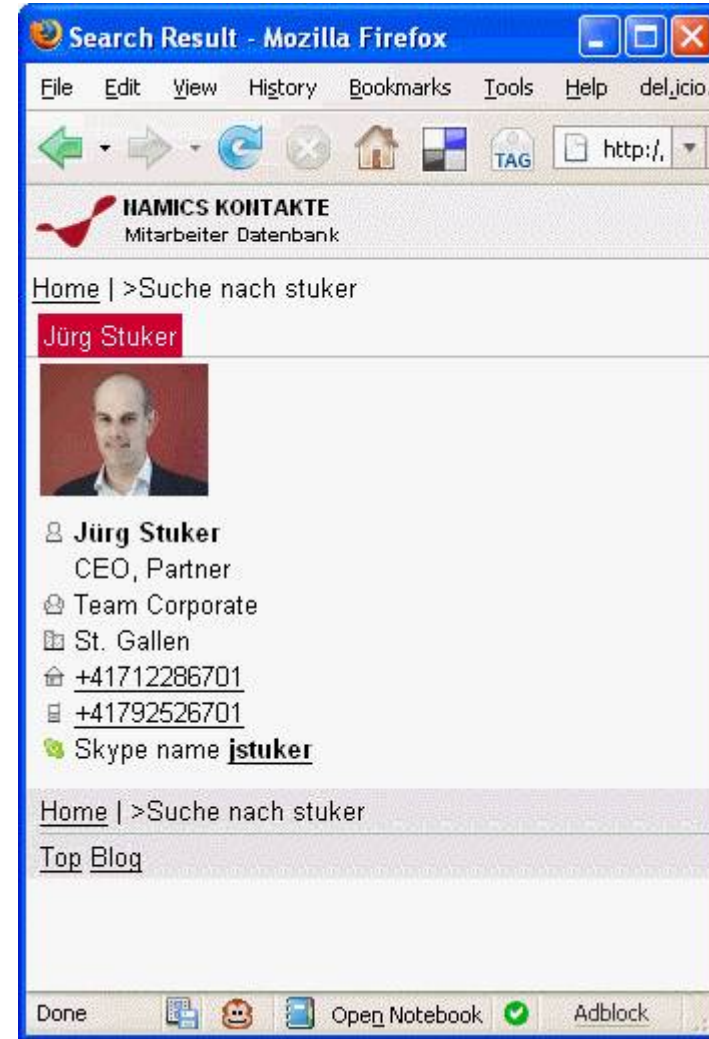 Search Result - Mozilla Firefox
File Edit View History Bookmarks Tools Help del.icio.
TAG http:/,
NAMICS KONTAKTE
Mitarbeiter Datenbank
Home | >Suche nach stuker
Jürg Stuker
Jürg Stuker
CEO, Partner
Team Corporate
St. Gallen
+41712286701
+41792526701
Skype name jstuker
Home | >Suche nach stuker
Top Blog
Done Open Notebook Adblock